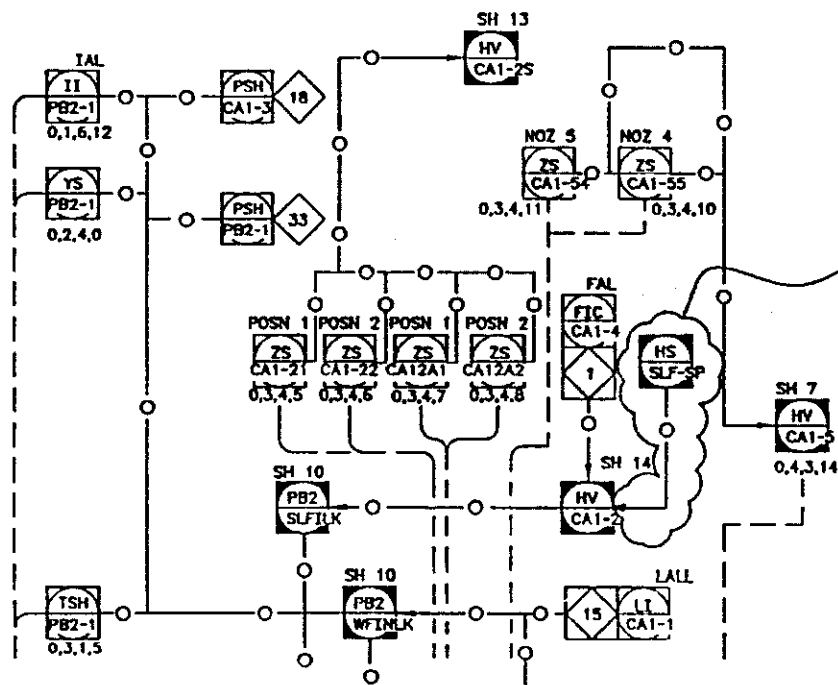 SH 13
HV
CA1-2S
IAL
II
PB2-1
0,1,6,12
PSH
CA1-3
18
NOZ 5
ZS
CA1-54
0,3,4,11
NOZ 4
ZS
CA1-55
0,3,4,10
YS
PB2-1
0,2,4,0
PSH
PB2-1
33
FAL
FIC
CA1-4
1
POSN 1
ZS
CA1-21
0,3,4,5
POSN 2
ZS
CA1-22
0,3,4,6
POSN 1
ZS
CA12A1
0,3,4,7
POSN 2
ZS
CA12A2
0,3,4,8
HS
SLF-SP
SH 7
HV
CA1-5
0,4,3,14
SH 10
PB2
SLFILK
SH 14
HV
CA1-2
TSH
PB2-1
0,3,1,5
SH 10
PB2
WFINLK
LALL
15
LI
CA1-1